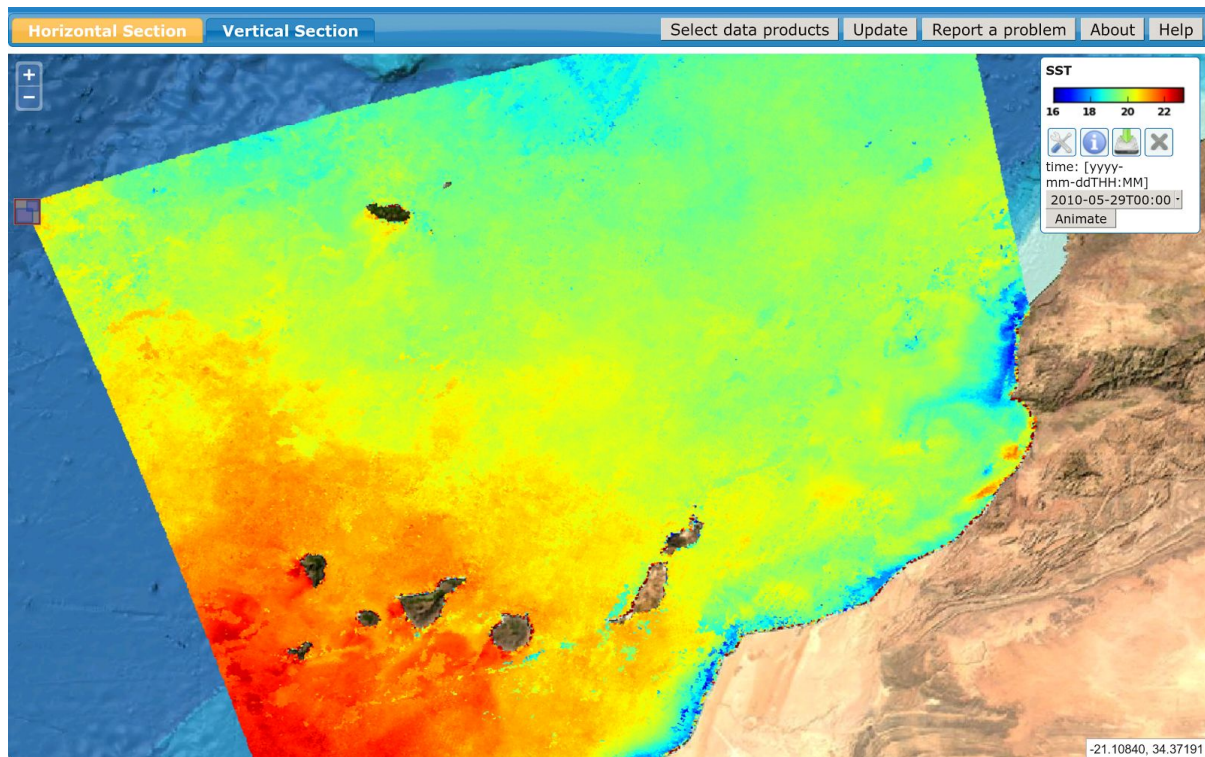 Horizontal Section
Vertical Section
Select data products
Update
Report a problem
About
Help
+
−
SST
16 18 20 22
time: [yyyy-
mm-ddTHH:MM]
2010-05-29T00:00
Animate
-21.10840, 34.37191